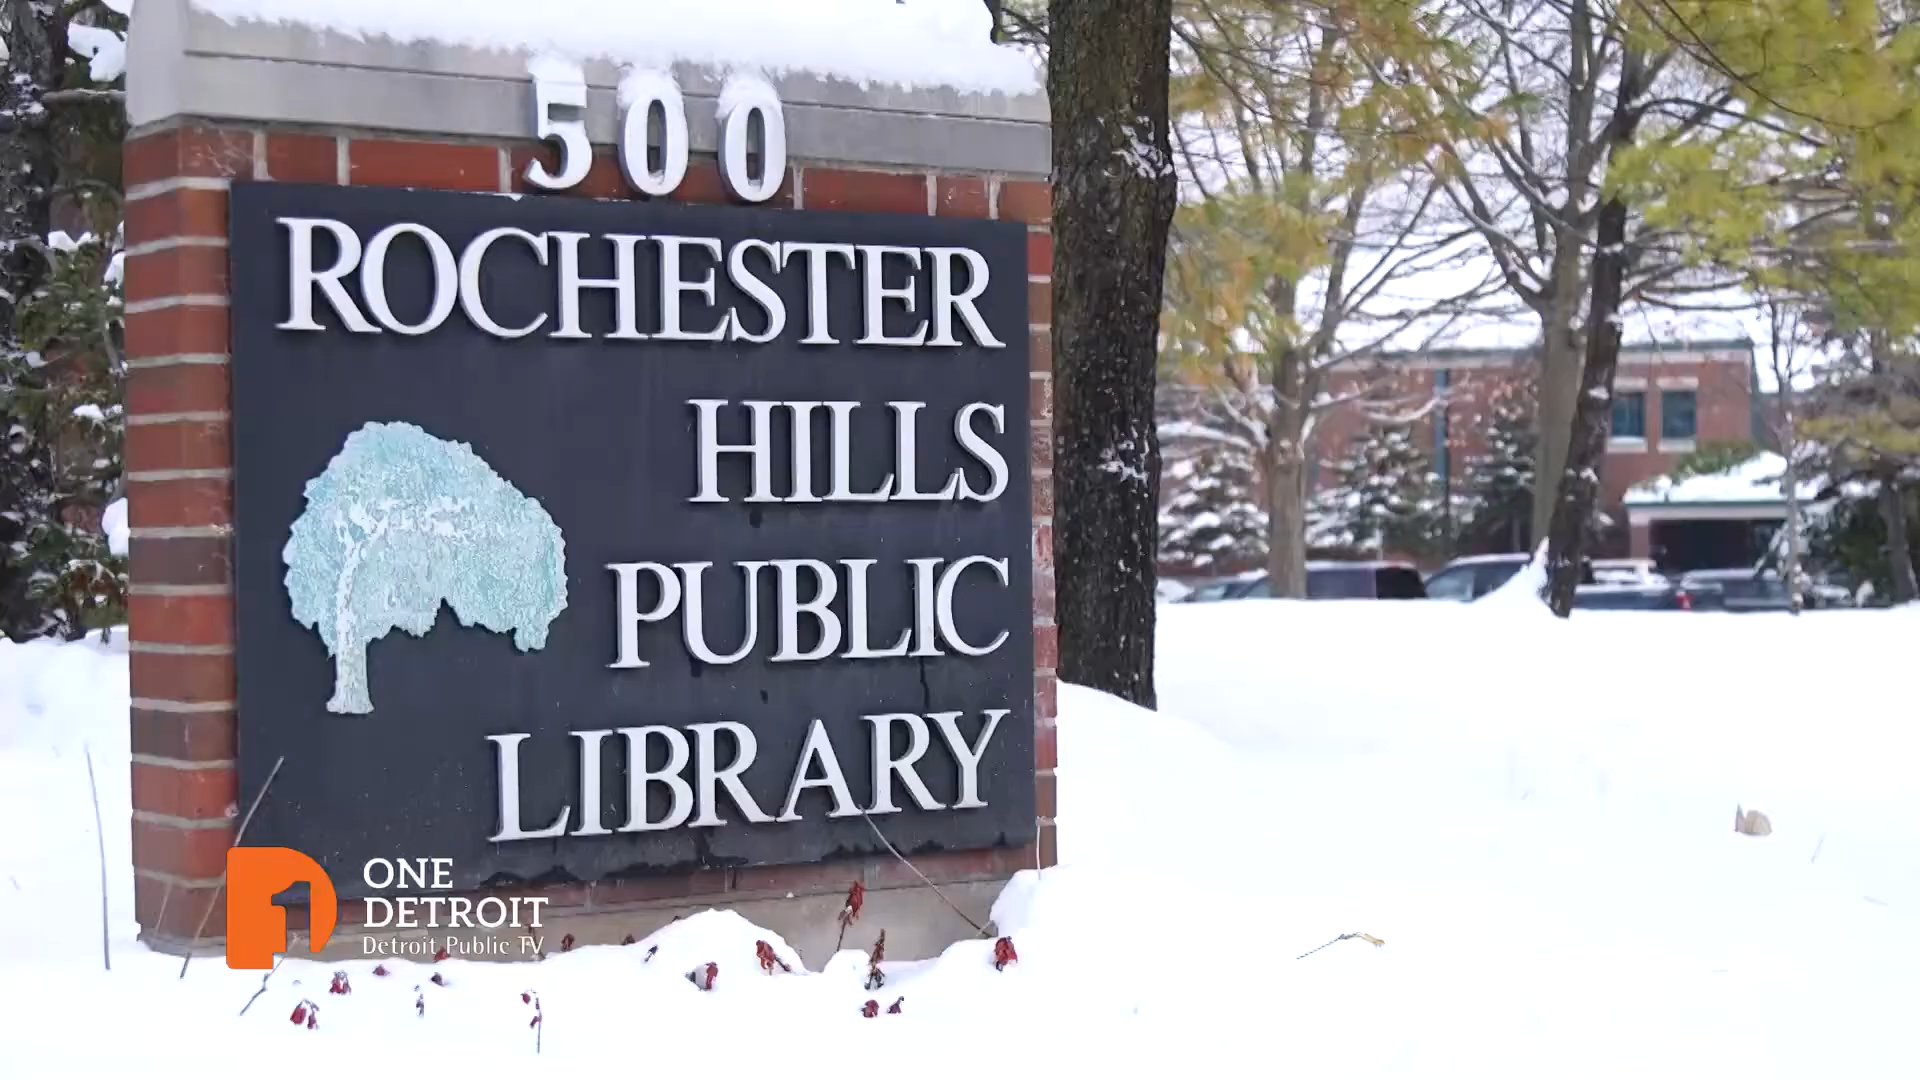 500
ROCHESTER
HILLS
PUBLIC
LIBRARY
ONE
DETROIT
Detroit Public TV